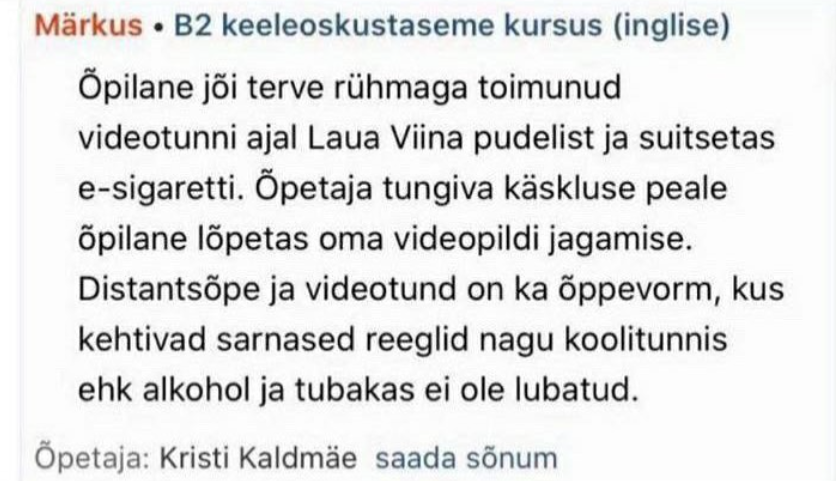 Märkus • B2 keeleoskustaseme kursus (inglise)
Õpilane jõi terve rühmaga toimunud
videotunni ajal Laua Viina pudelist ja suitsetas
e-sigaretti. Õpetaja tungiva käskluse peale
õpilane lõpetas oma videopildi jagamise.
Distantsõpe ja videotund on ka õppevorm, kus
kehtivad sarnased reeglid nagu koolitunnis
ehk alkohol ja tubakas ei ole lubatud.
Õpetaja: Kristi Kaldmäe saada sõnum